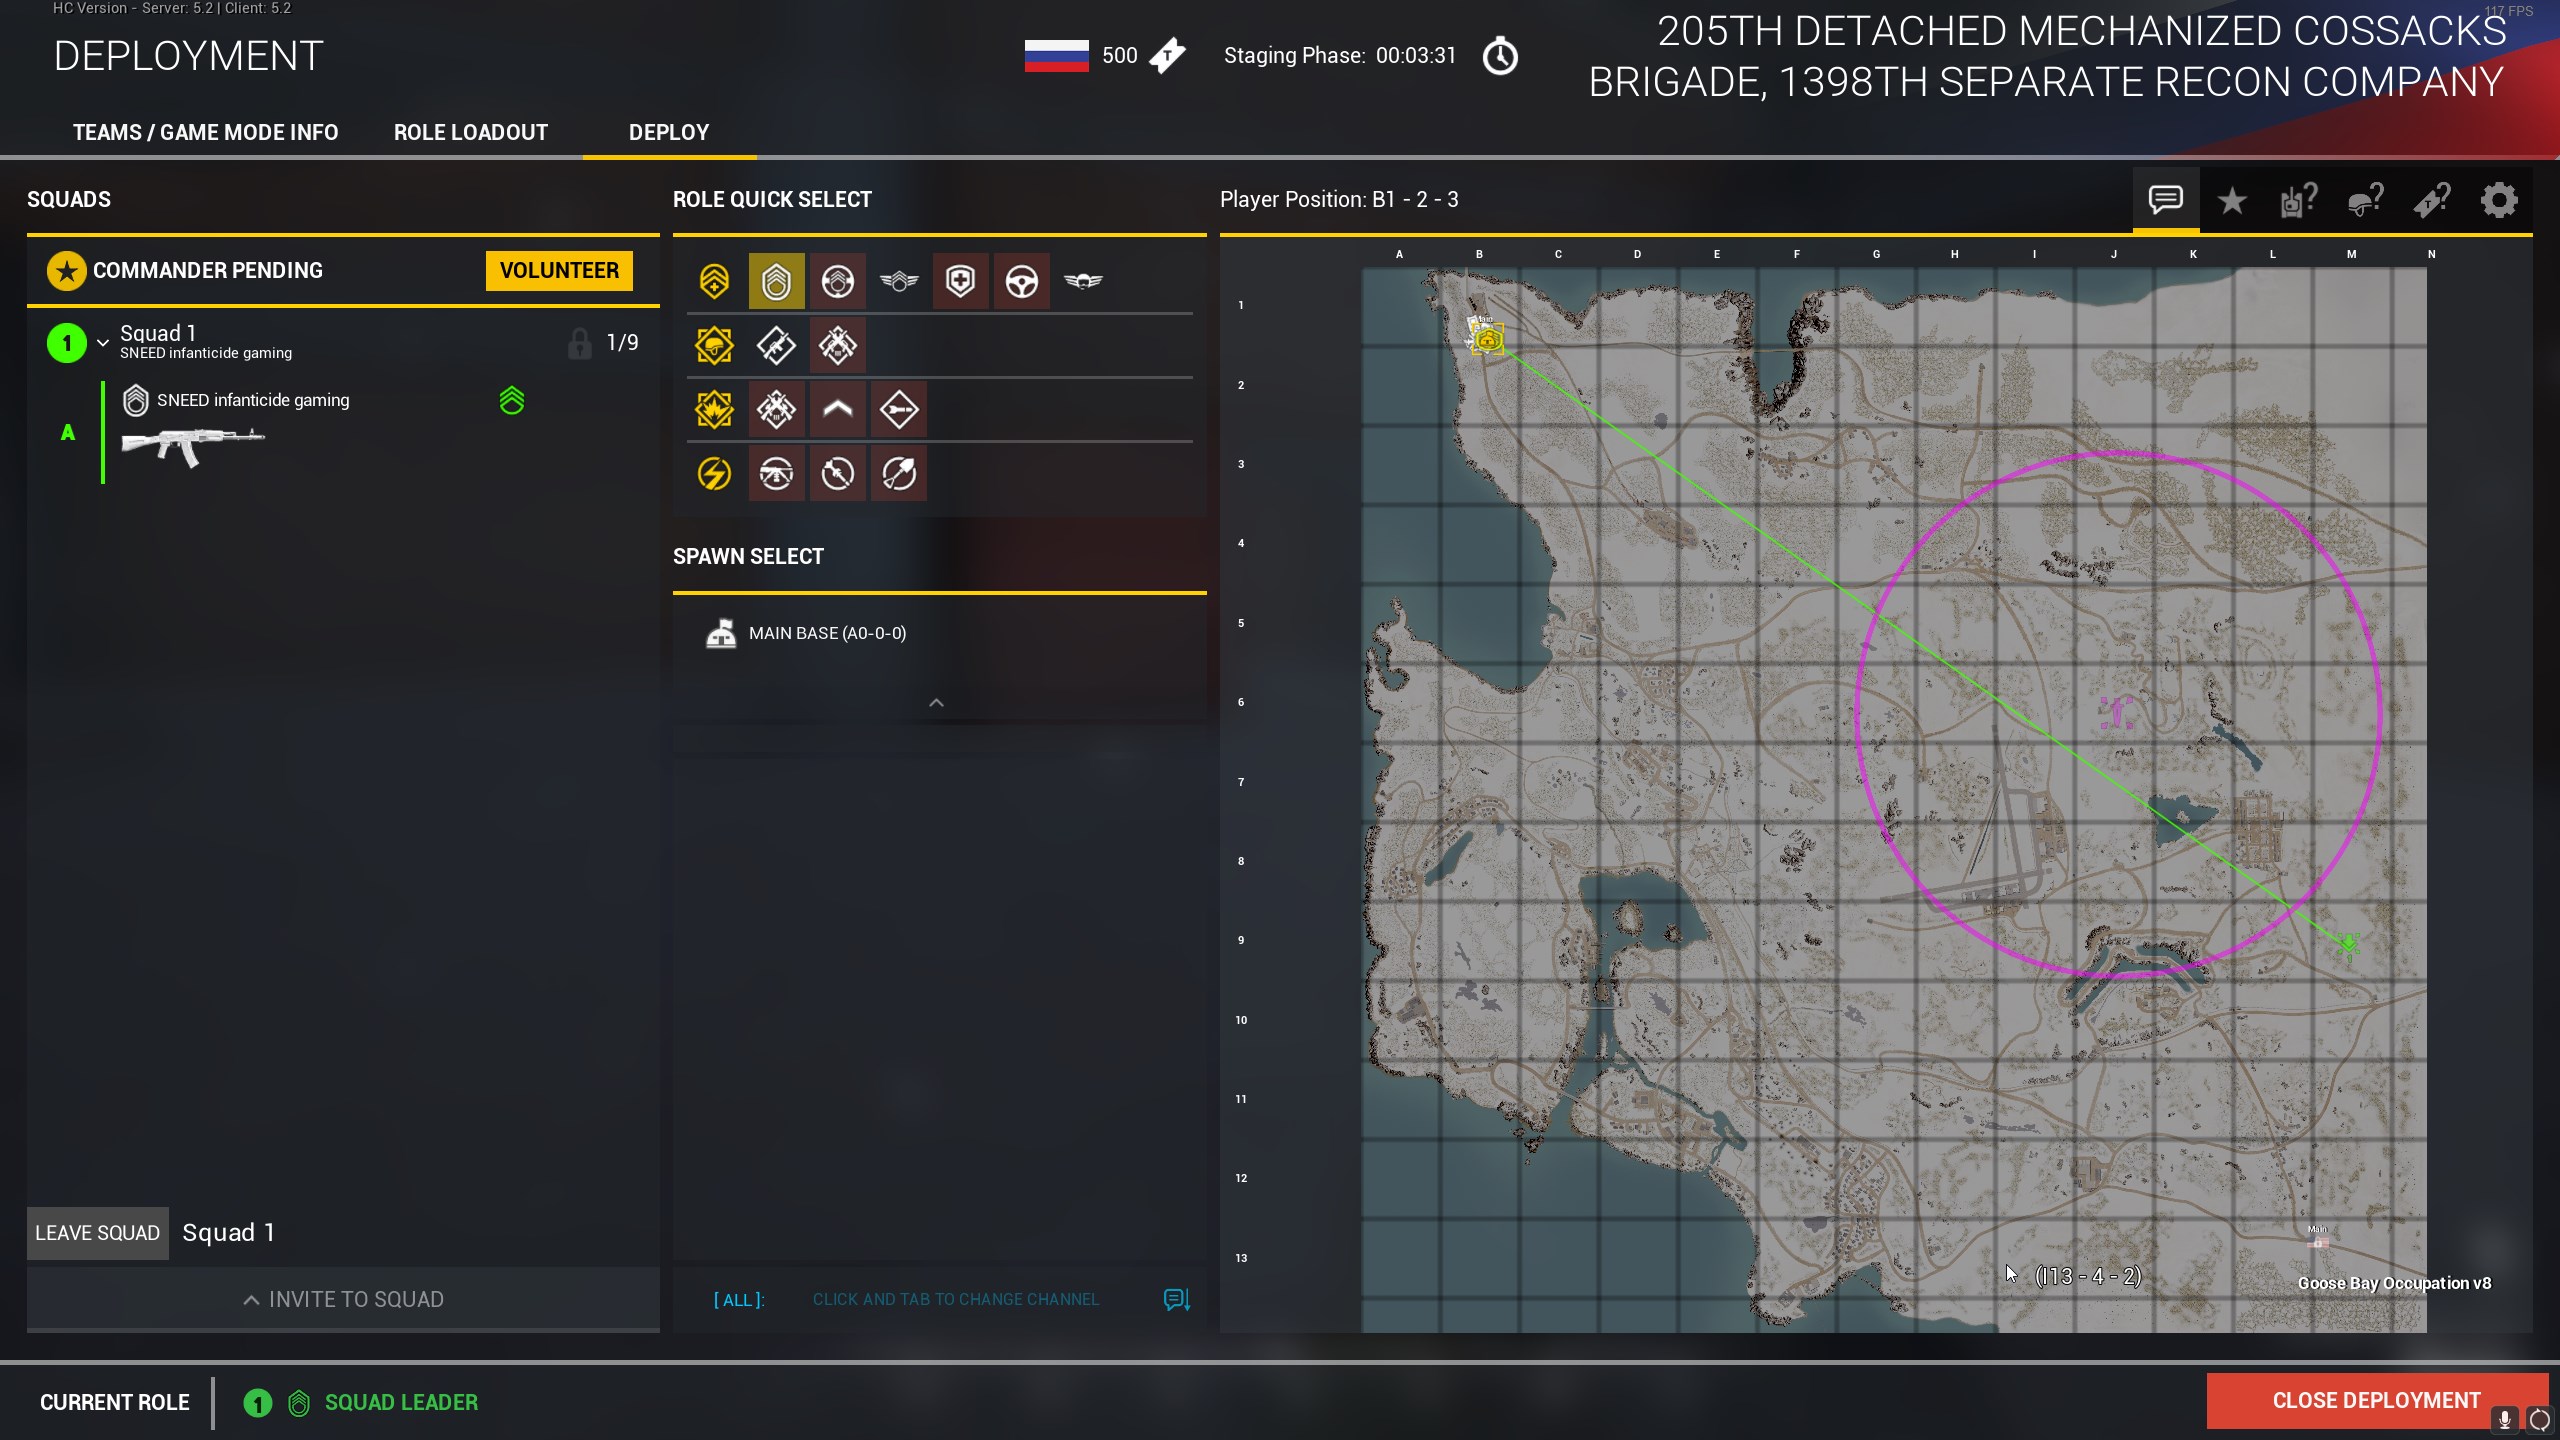 HC Version - Server: 5.2 | Client: 5.2
117 FPS
DEPLOYMENT
500
Staging Phase: 00:03:31
205TH DETACHED MECHANIZED COSSACKS
BRIGADE, 1398TH SEPARATE RECON COMPANY
TEAMS / GAME MODE INFO
ROLE LOADOUT
DEPLOY
SQUADS
COMMANDER PENDING
VOLUNTEER
1
Squad 1
SNEED infanticide gaming
1/9
A
SNEED infanticide gaming
LEAVE SQUAD
Squad 1
INVITE TO SQUAD
ROLE QUICK SELECT
SPAWN SELECT
MAIN BASE (A0-0-0)
[ ALL ]:
CLICK AND TAB TO CHANGE CHANNEL
Player Position: B1 - 2 - 3
A B C D E F G H I J K L M N
1
2
3
4
5
6
7
8
9
10
11
12
13
Main
Main
(I13 - 4 - 2)
Goose Bay Occupation v8
CURRENT ROLE
1
SQUAD LEADER
CLOSE DEPLOYMENT